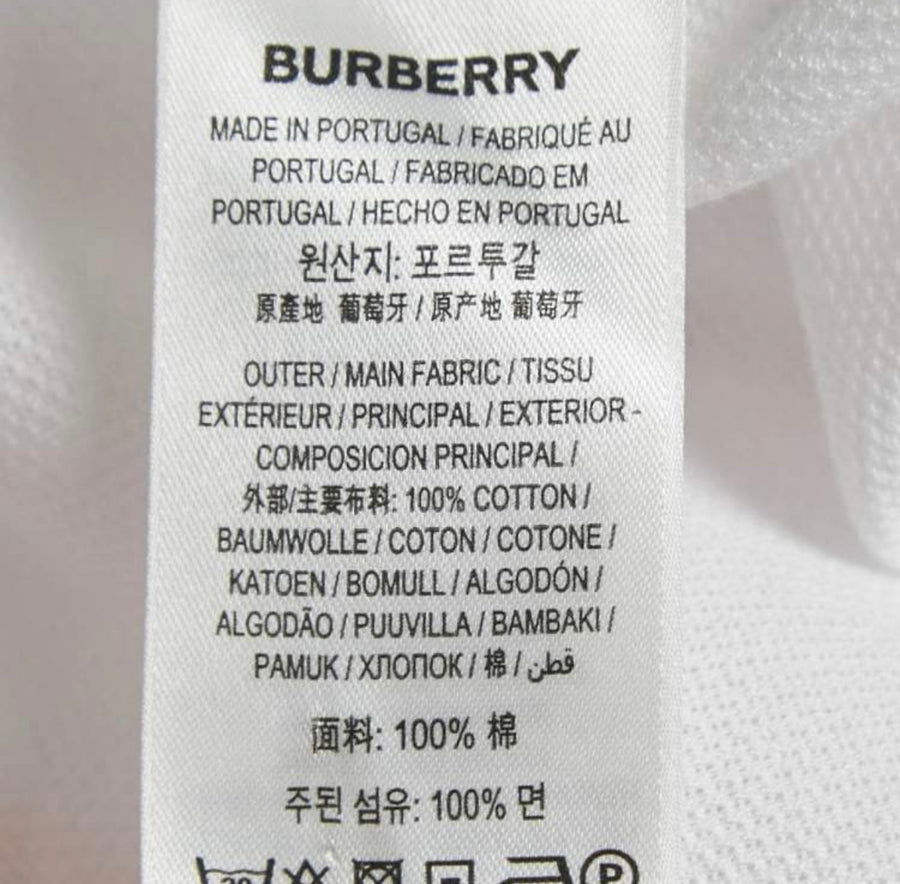 BURBERRY
MADE IN PORTUGAL / FABRIQUÉ AU
PORTUGAL / FABRICADO EM
PORTUGAL / HECHO EN PORTUGAL
원산지: 포르투갈
原產地 葡萄牙 / 原产地 葡萄牙
OUTER / MAIN FABRIC / TISSU
EXTÉRIEUR / PRINCIPAL / EXTERIOR -
COMPOSICION PRINCIPAL /
外部/主要布料: 100% COTTON /
BAUMWOLLE / COTON / COTONE /
KATOEN / BOMULL / ALGODÓN /
ALGODÃO / PUUVILLA / BAMBAKI /
PAMUK / ХЛОПОК / 棉 / قطن
面料: 100% 棉
주된 섬유: 100% 면
P